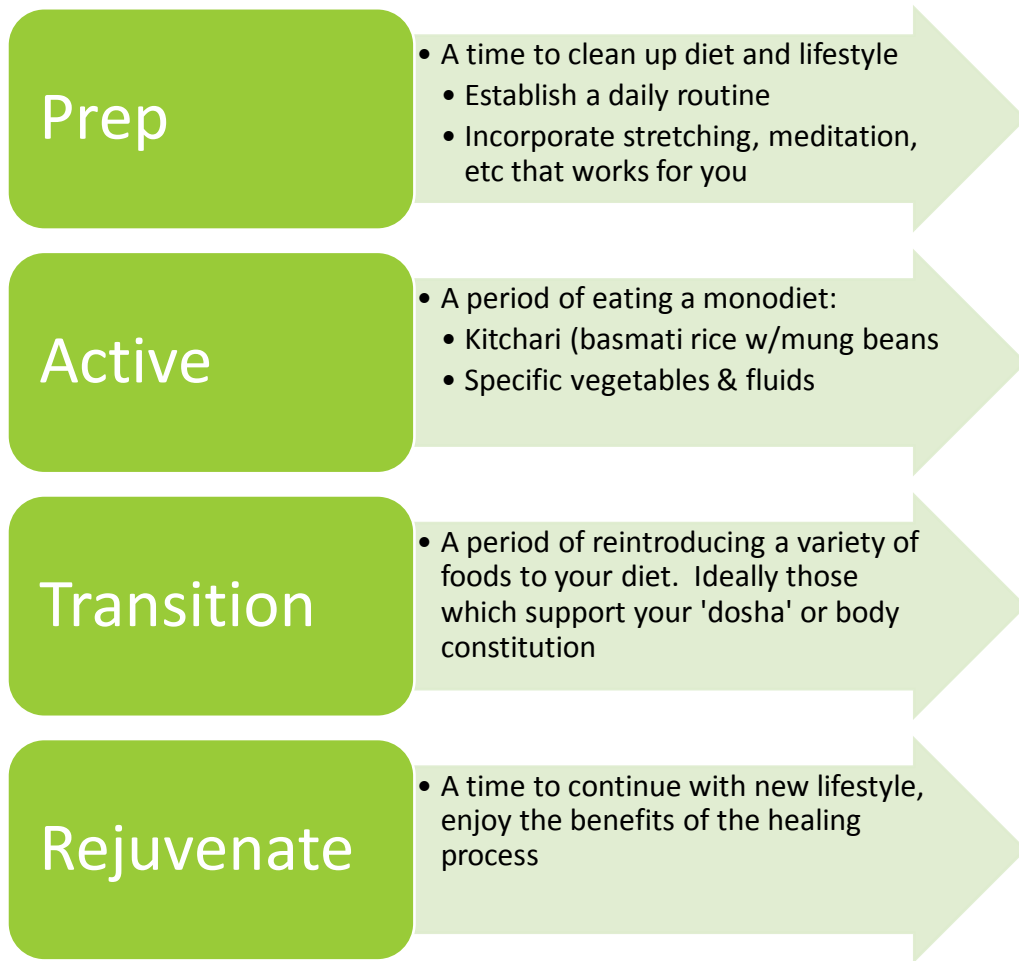 Prep
• A time to clean up diet and lifestyle
• Establish a daily routine
• Incorporate stretching, meditation,
etc that works for you
Active
• A period of eating a monodiet:
• Kitchari (basmati rice w/mung beans
• Specific vegetables & fluids
Transition
• A period of reintroducing a variety of
foods to your diet.  Ideally those
which support your 'dosha' or body
constitution
Rejuvenate
• A time to continue with new lifestyle,
enjoy the benefits of the healing
process